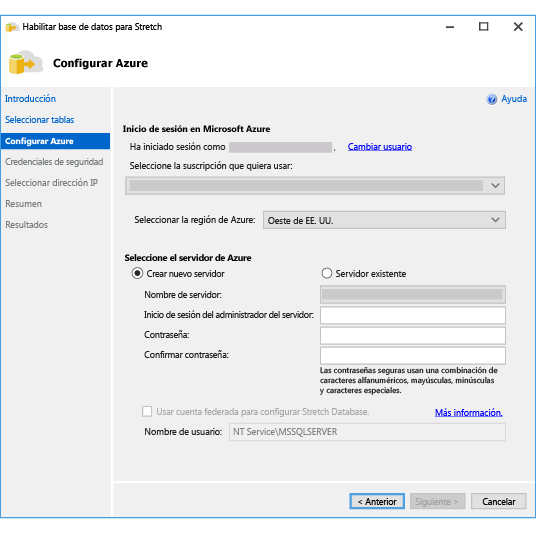 Habilitar base de datos para Stretch
Configurar Azure
Introducción
Ayuda
Seleccionar tablas
Configurar Azure
Credenciales de seguridad
Seleccionar dirección IP
Resumen
Resultados
Inicio de sesión en Microsoft Azure
Ha iniciado sesión como . Cambiar usuario
Seleccione la suscripción que quiera usar:
Seleccionar la región de Azure: Oeste de EE. UU.
Seleccione el servidor de Azure
Crear nuevo servidor Servidor existente
Nombre de servidor:
Inicio de sesión del administrador del servidor:
Contraseña:
Confirmar contraseña:
Las contraseñas seguras usan una combinación de
caracteres alfanuméricos, mayúsculas, minúsculas
y caracteres especiales.
Usar cuenta federada para configurar Stretch Database. Más información.
Nombre de usuario: NT Service\MSSQLSERVER
< Anterior Siguiente > Cancelar